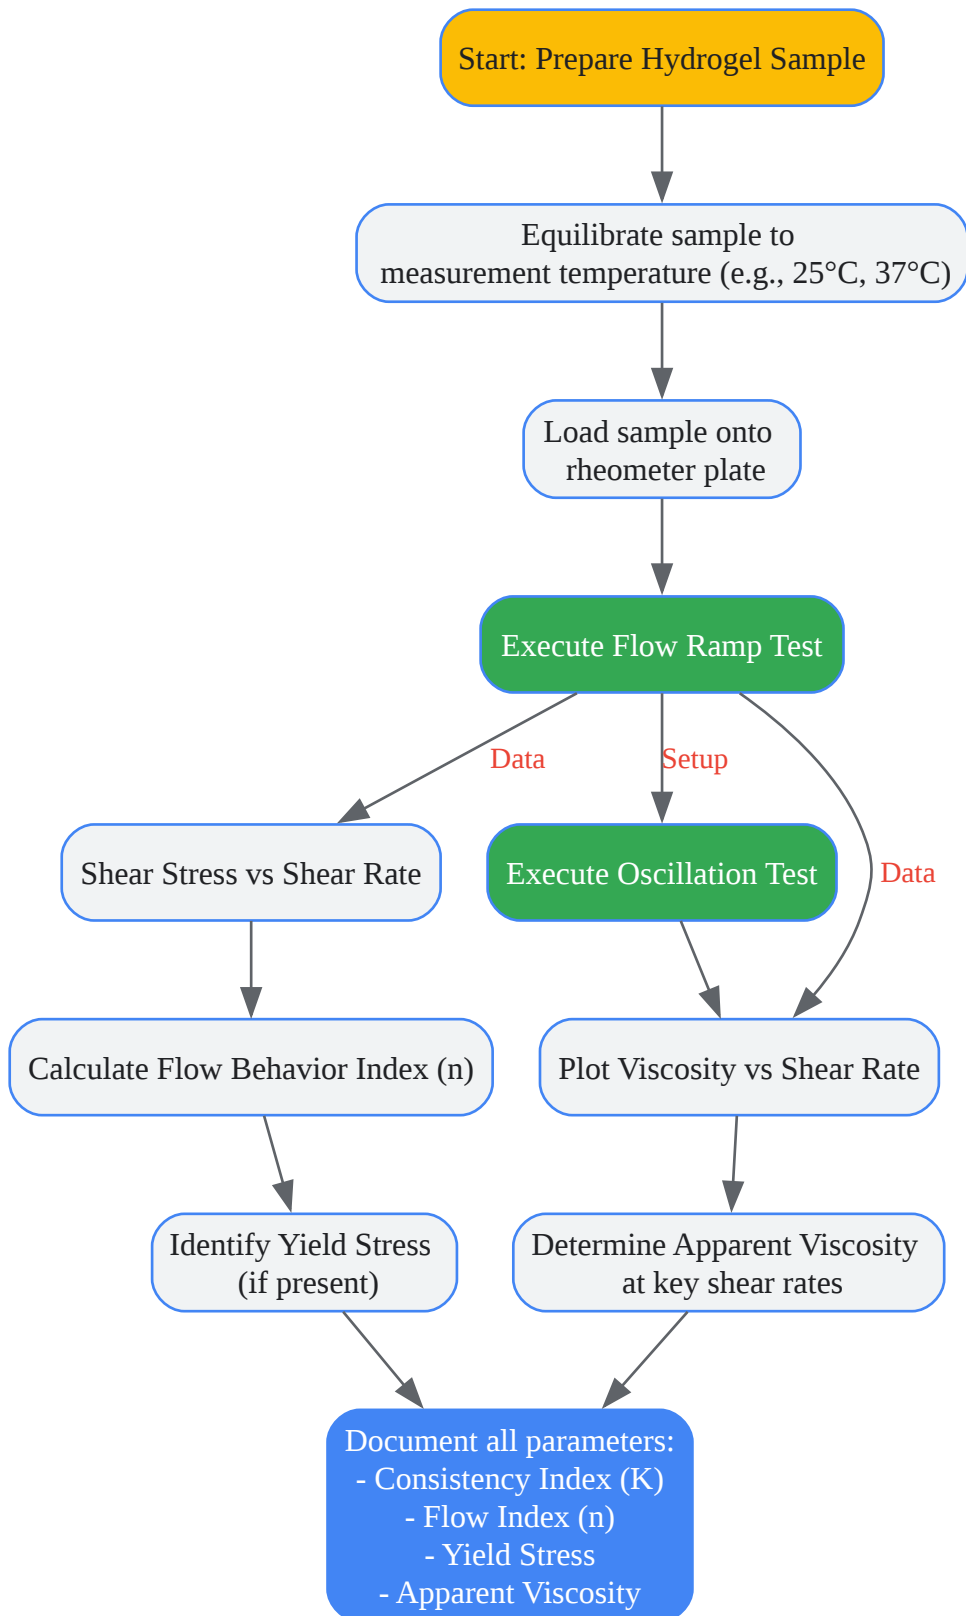 Start: Prepare Hydrogel Sample
Equilibrate sample to
measurement temperature (e.g., 25°C, 37°C)
Load sample onto
rheometer plate
Execute Flow Ramp Test
Data
Setup
Shear Stress vs Shear Rate
Execute Oscillation Test
Data
Calculate Flow Behavior Index (n)
Plot Viscosity vs Shear Rate
Identify Yield Stress
(if present)
Determine Apparent Viscosity
at key shear rates
Document all parameters:
- Consistency Index (K)
- Flow Index (n)
- Yield Stress
- Apparent Viscosity